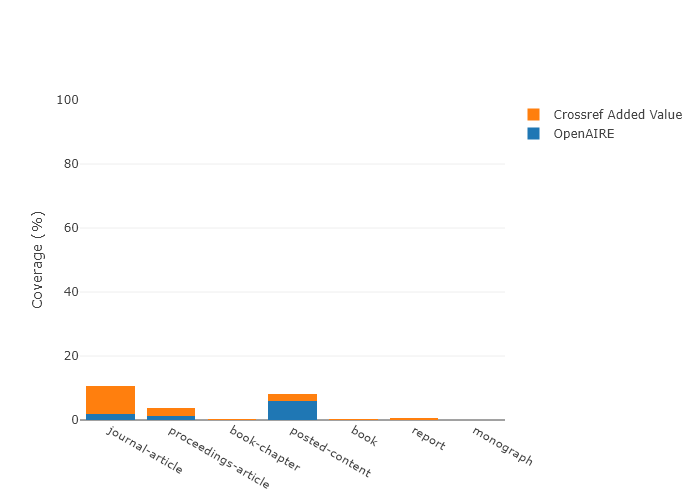 100
80
60
40
20
0
Coverage (%)
journal-article
proceedings-article
book-chapter
posted-content
book
report
monograph
Crossref Added Value
OpenAIRE